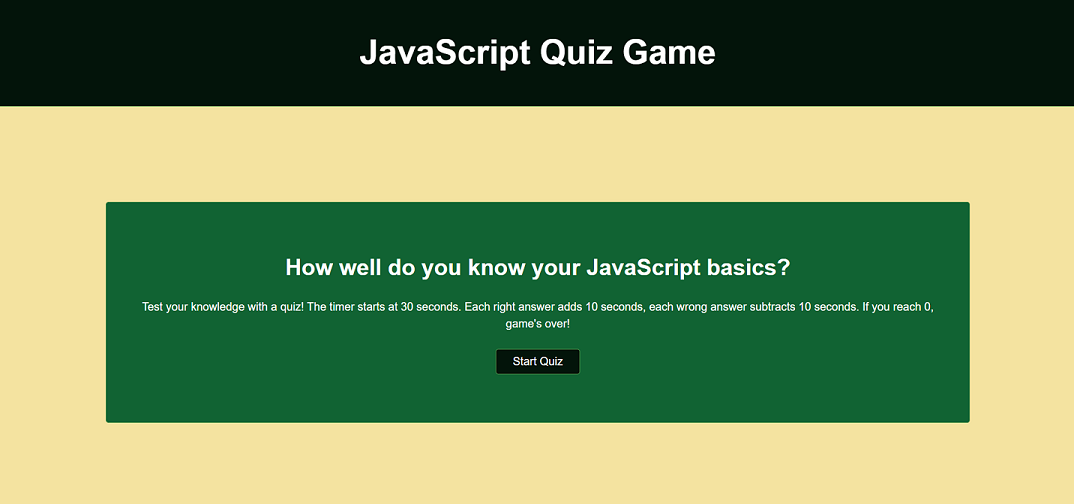 JavaScript Quiz Game
How well do you know your JavaScript basics?
Test your knowledge with a quiz! The timer starts at 30 seconds. Each right answer adds 10 seconds, each wrong answer subtracts 10 seconds. If you reach 0,
game's over!
Start Quiz